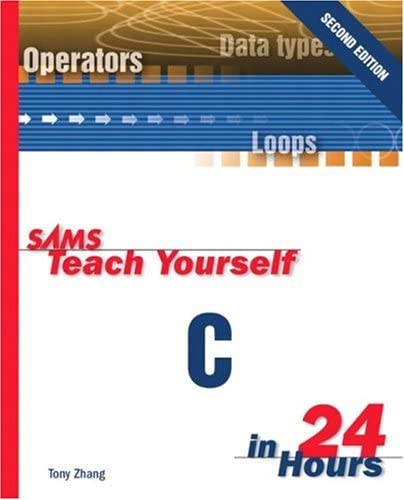 Operators
Data types
SECOND EDITION
Loops
SAMS
Teach Yourself
C
in 24
Hours
Tony Zhang